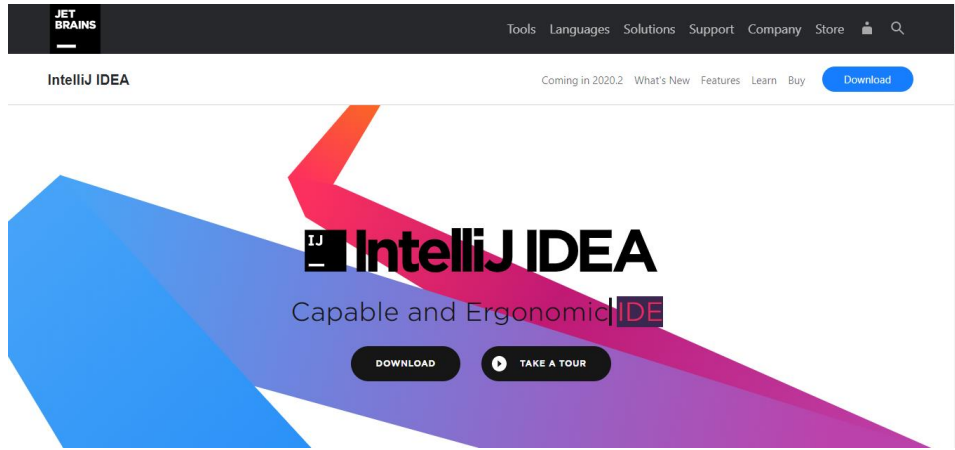 JET
BRAINS
Tools Languages Solutions Support Company Store
IntelliJ IDEA
Coming in 2020.2 What's New Features Learn Buy Download
IJ IntelliJ IDEA
Capable and Ergonomic IDE
DOWNLOAD TAKE A TOUR